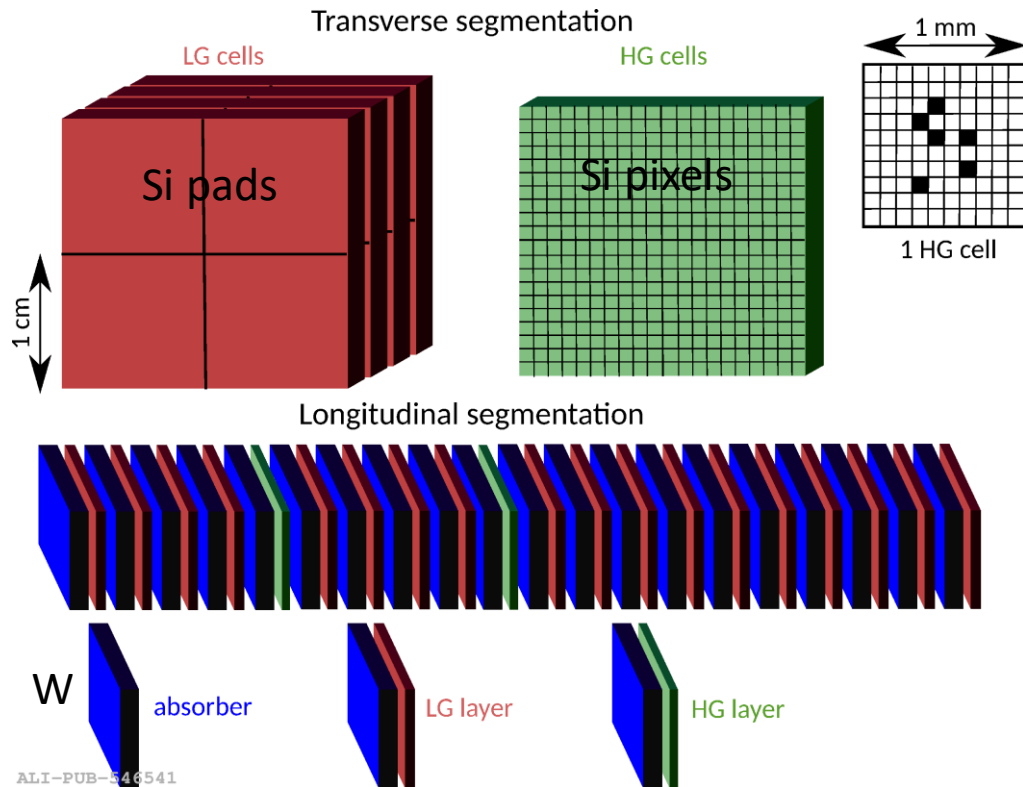 Transverse segmentation
LG cells
HG cells
1 mm
Si pads
Si pixels
1 HG cell
1 cm
Longitudinal segmentation
W
absorber
LG layer
HG layer
ALI-PUB-546541